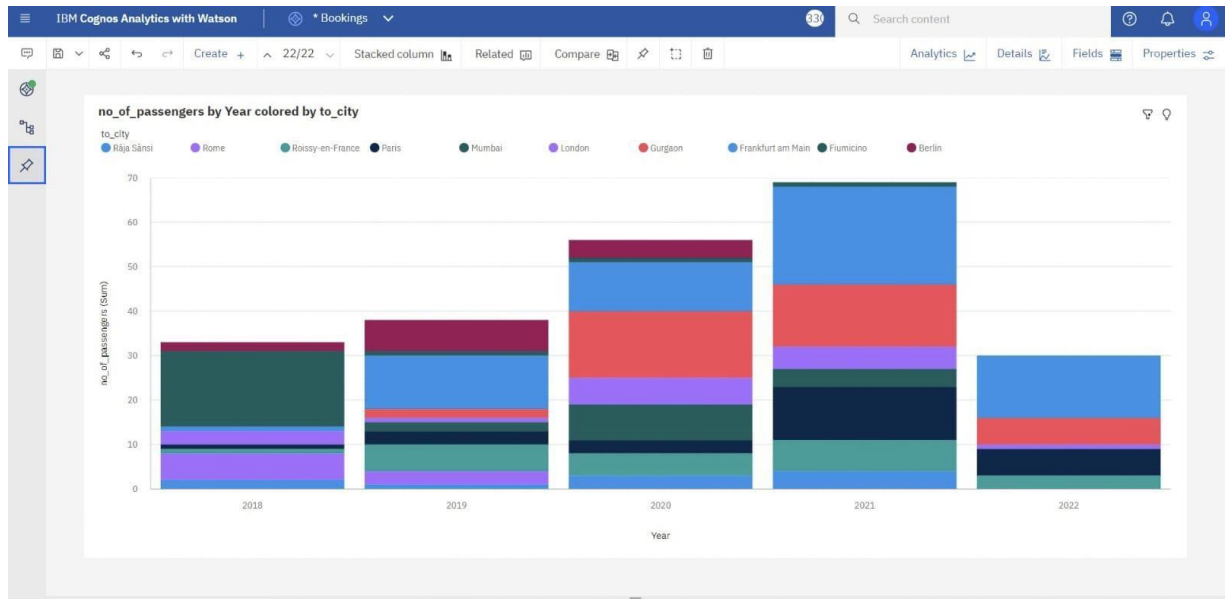 IBM Cognos Analytics with Watson
* Bookings
330
Search content
Create +
22/22
Stacked column
Related
Compare
Analytics
Details
Fields
Properties
no_of_passengers by Year colored by to_city
to_city
Rāja Sānsi Rome Roissy-en-France Paris Mumbai London Gurgaon Frankfurt am Main Fiumicino Berlin
70
60
50
40
30
20
10
0
no_of_passengers (Sum)
2018 2019 2020 2021 2022
Year